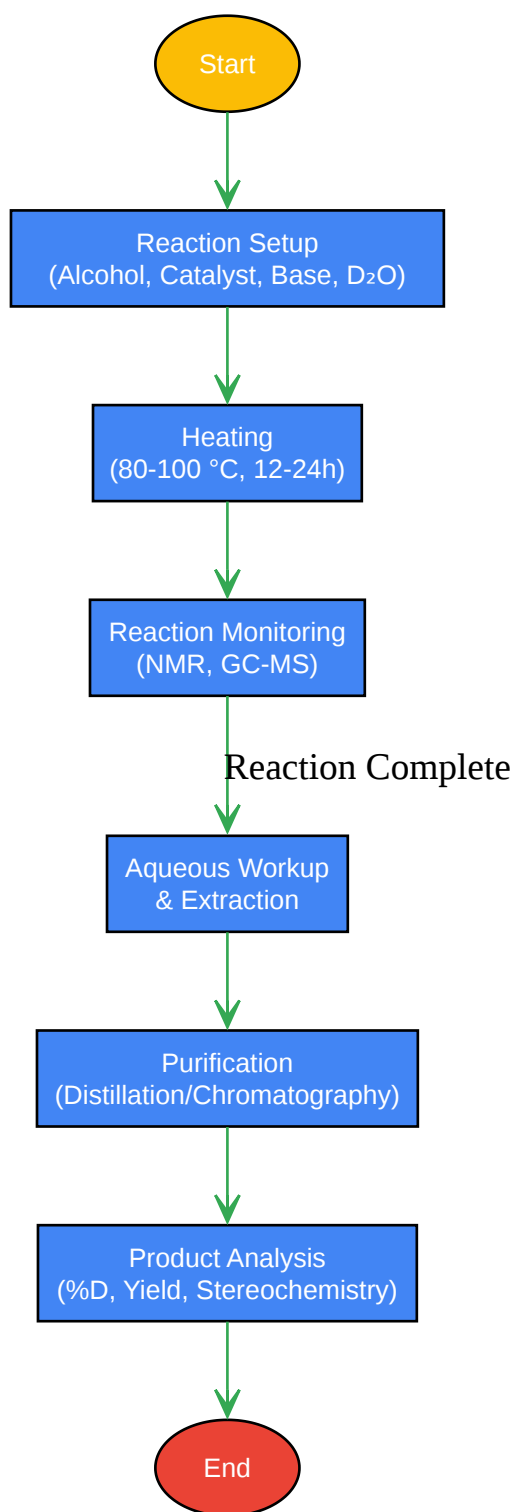 Start
Reaction Setup
(Alcohol, Catalyst, Base, D₂O)
Heating
(80-100 °C, 12-24h)
Reaction Monitoring
(NMR, GC-MS)
Reaction Complete
Aqueous Workup
& Extraction
Purification
(Distillation/Chromatography)
Product Analysis
(%D, Yield, Stereochemistry)
End